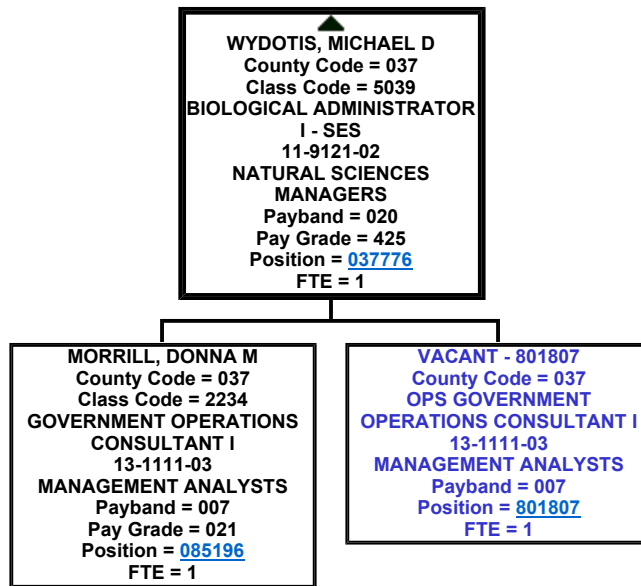 WYDOTIS, MICHAEL D
County Code = 037
Class Code = 5039
BIOLOGICAL ADMINISTRATOR
I - SES
11-9121-02
NATURAL SCIENCES
MANAGERS
Payband = 020
Pay Grade = 425
Position = 037776
FTE = 1
MORRILL, DONNA M
County Code = 037
Class Code = 2234
GOVERNMENT OPERATIONS
CONSULTANT I
13-1111-03
MANAGEMENT ANALYSTS
Payband = 007
Pay Grade = 021
Position = 085196
FTE = 1
VACANT - 801807
County Code = 037
OPS GOVERNMENT
OPERATIONS CONSULTANT I
13-1111-03
MANAGEMENT ANALYSTS
Payband = 007
Position = 801807
FTE = 1